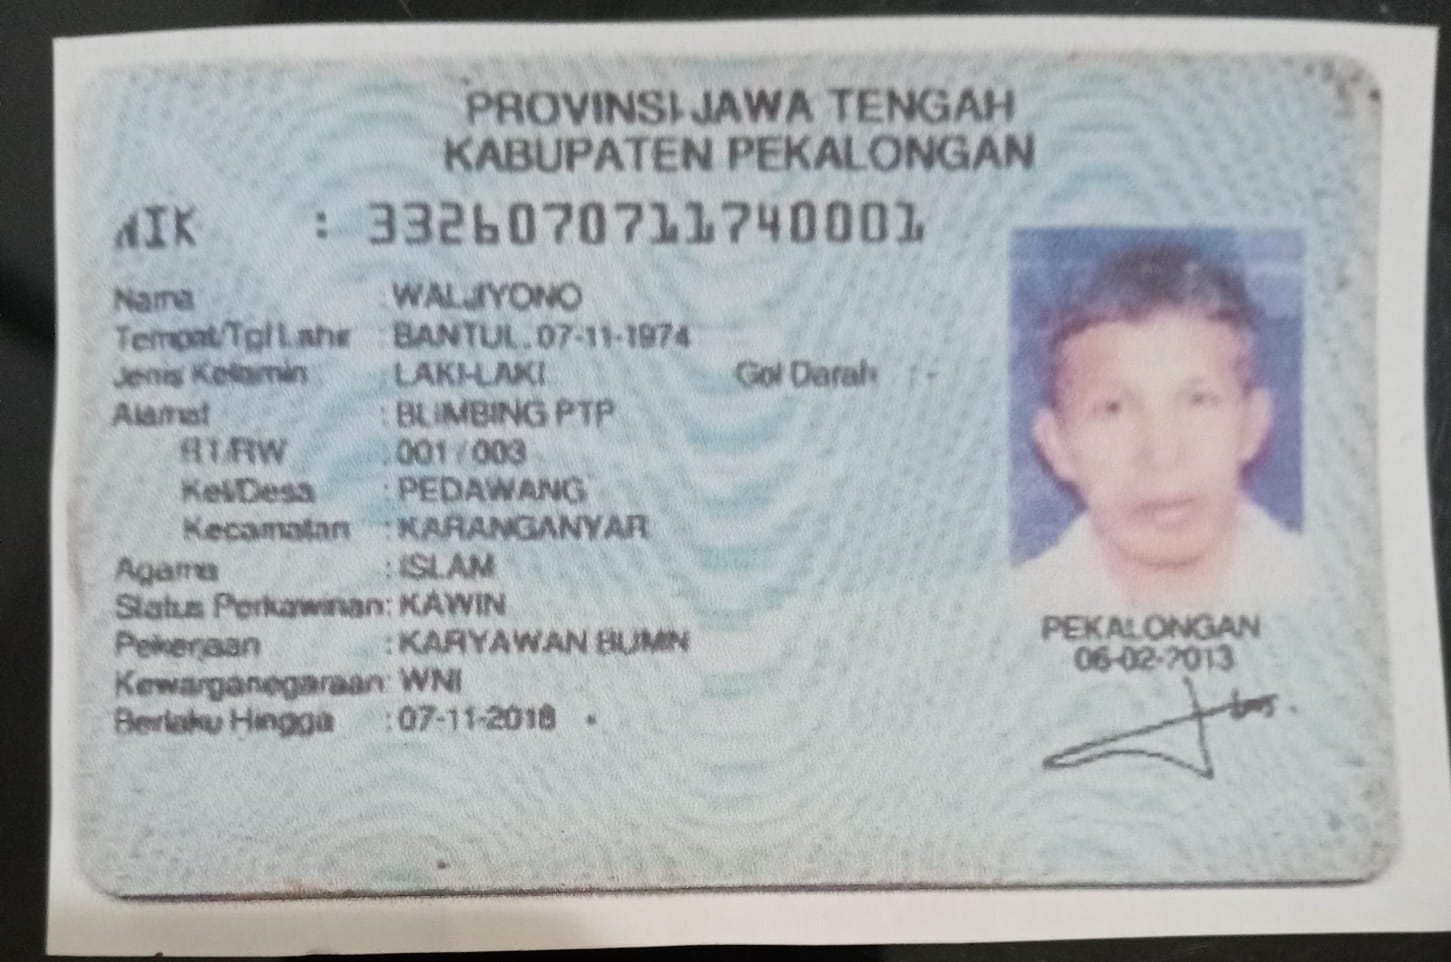 PROVINSI JAWA TENGAH
KABUPATEN PEKALONGAN
NIK : 3326070711740001
Nama : WALJIYONO
Tempat/Tgl Lahir : BANTUL, 07-11-1974
Jenis Kelamin : LAKI-LAKI Gol Darah : -
Alamat : BLIMBING PTP
RT/RW : 001 / 003
Kel/Desa : PEDAWANG
Kecamatan : KARANGANYAR
Agama : ISLAM
Status Perkawinan: KAWIN
Pekerjaan : KARYAWAN BUMN
Kewarganegaraan: WNI
Berlaku Hingga : 07-11-2018
PEKALONGAN
06-02-2013